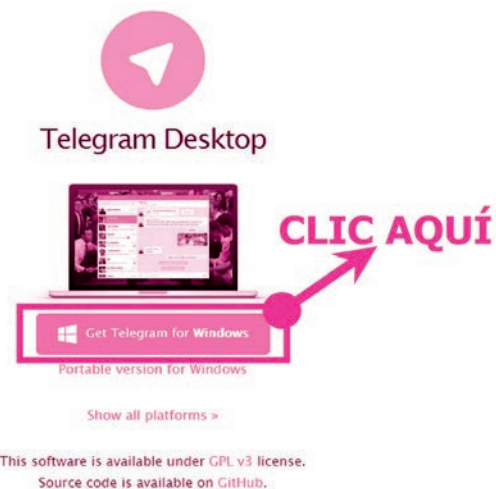 Telegram Desktop
CLIC AQUÍ
Get Telegram for Windows
Portable version for Windows
Show all platforms »
This software is available under GPL v3 license.
Source code is available on GitHub.